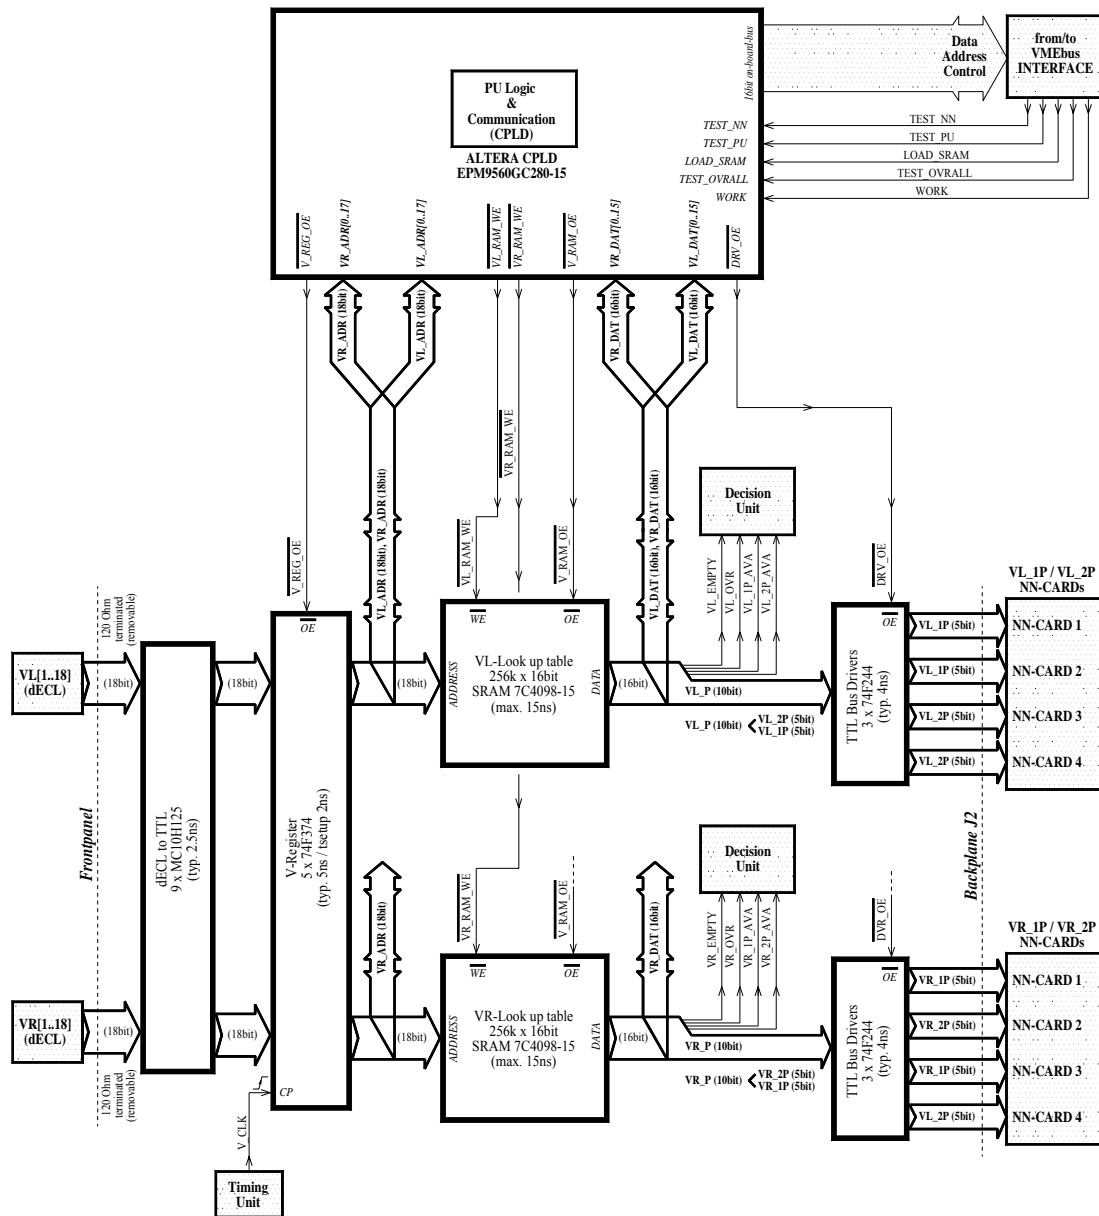 16bit on-board-bus
Data
Address
Control
from/to
VMEbus
INTERFACE
PU Logic
&
Communication
(CPLD)
ALTERA CPLD
EPM9560GC280-15
TEST_NN
TEST_PU
LOAD_SRAM
TEST_OVRALL
WORK
TEST_NN
TEST_PU
LOAD_SRAM
TEST_OVRALL
WORK
V_REG_OE
VR_ADR[0..17]
VL_ADR[0..17]
VL_RAM_WE
VR_RAM_WE
V_RAM_OE
VR_DAT[0..15]
VL_DAT[0..15]
DRV_OE
VR_ADR (18bit)
VL_ADR (18bit)
VR_DAT (16bit)
VL_DAT (16bit)
VR_RAM_WE
VL_ADR (18bit), VR_ADR (18bit)
VL_DAT (16bit), VR_DAT (16bit)
V_REG_OE
VL_RAM_WE
V_RAM_OE
DRV_OE
Decision
Unit
VL_EMPTY
VL_OVR
VL_1P_AVA
VL_2P_AVA
120 Ohm
terminated
(removable)
VL[1..18]
(dECL)
(18bit)
(18bit)
(18bit)
OE
WE
OE
ADDRESS
VL-Look up table
256k x 16bit
SRAM 7C4098-15
(max. 15ns)
DATA
(16bit)
VL_P (10bit)
VL_P (10bit)
VL_2P (5bit)
VL_1P (5bit)
OE
TTL Bus Drivers
3 x 74F244
(typ. 4ns)
VL_1P / VL_2P
NN-CARDs
VL_1P (5bit)
NN-CARD 1
VL_1P (5bit)
NN-CARD 2
VL_2P (5bit)
NN-CARD 3
VL_2P (5bit)
NN-CARD 4
Frontpanel
dECL to TTL
9 x MC10H125
(typ. 2.5ns)
V-Register
5 x 74F374
(typ. 5ns / tsetup 2ns)
Backplane J2
VR_ADR (18bit)
VR_RAM_WE
V_RAM_OE
VR_DAT (16bit)
Decision
Unit
VR_EMPTY
VR_OVR
VR_1P_AVA
VR_2P_AVA
DVR_OE
VR[1..18]
(dECL)
(18bit)
(18bit)
(18bit)
120 Ohm
terminated
(removable)
WE
OE
ADDRESS
VR-Look up table
256k x 16bit
SRAM 7C4098-15
(max. 15ns)
DATA
(16bit)
VR_P (10bit)
VR_P (10bit)
VR_2P (5bit)
VR_1P (5bit)
OE
TTL Bus Drivers
3 x 74F244
(typ. 4ns)
VR_1P / VR_2P
NN-CARDs
VR_1P (5bit)
NN-CARD 1
VR_2P (5bit)
NN-CARD 2
VR_1P (5bit)
NN-CARD 3
VL_2P (5bit)
NN-CARD 4
CP
V_CLK
Timing
Unit